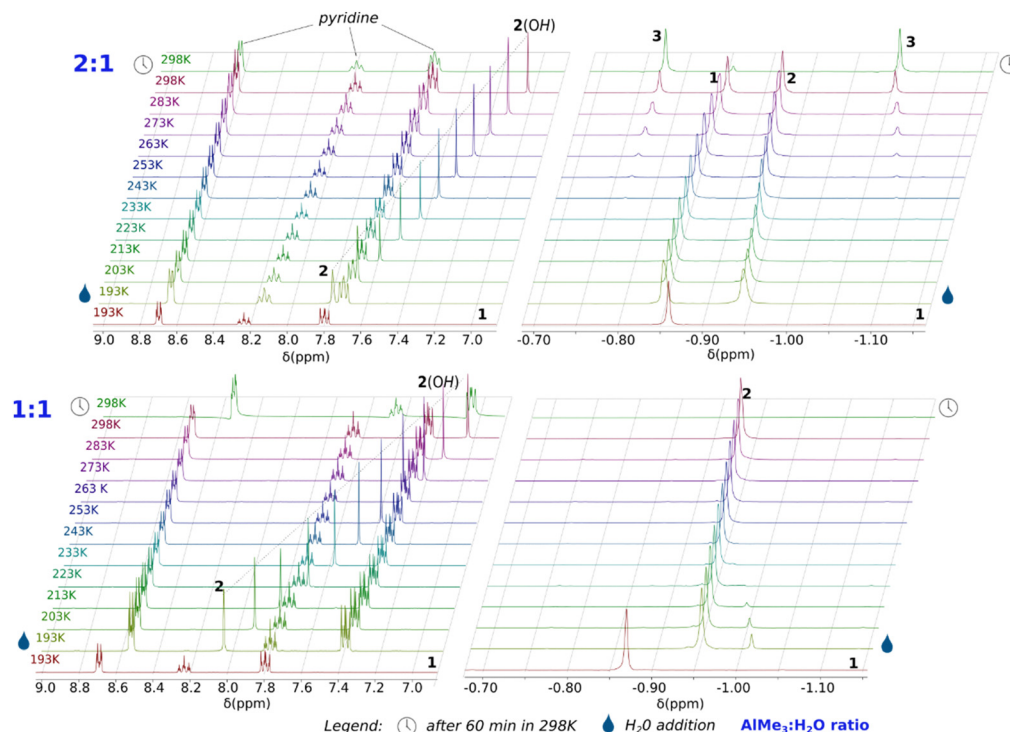 pyridine
2(OH)
2:1
298K
298K
283K
273K
263K
253K
243K
233K
223K
213K
203K
193K
193K
2
1
9.0 8.8 8.6 8.4 8.2 8.0 7.8 7.6 7.4 7.2 7.0
δ(ppm)
3
3
1
2
1
-0.70 -0.90 -1.00 -1.10
δ(ppm)
1:1
2(OH)
298K
298K
283K
273K
263 K
253K
243K
233K
223K
213K
203K
193K
193K
2
1
9.0 8.8 8.6 8.4 8.2 8.0 7.8 7.6 7.4 7.2 7.0
δ(ppm)
2
1
-0.70 -0.90 -1.00 -1.10
δ(ppm)
Legend: after 60 min in 298K H₂0 addition AlMe₃:H₂O ratio